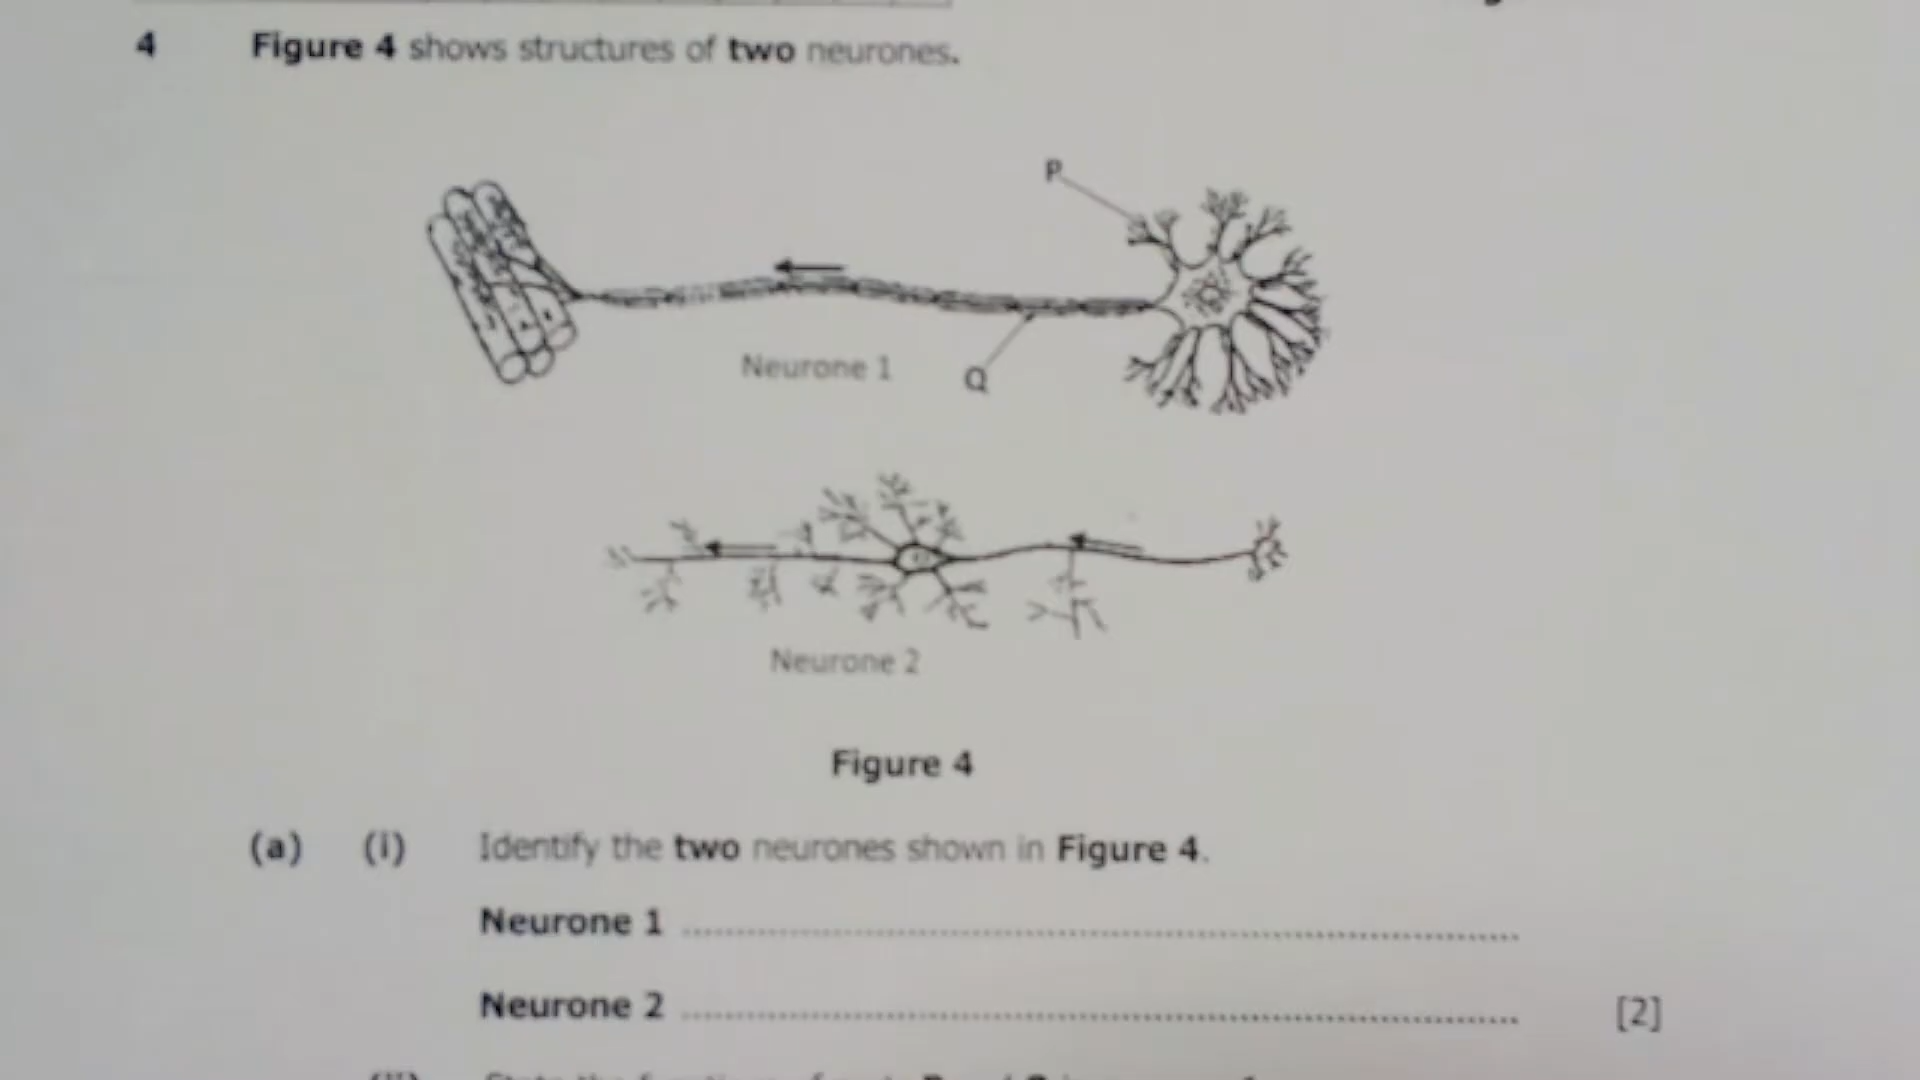 4 Figure 4 shows structures of two neurones.
P
Neurone 1
Q
Neurone 2
Figure 4
(a) (i) Identify the two neurones shown in Figure 4.
Neurone 1 ........................................
Neurone 2 ........................................ [2]